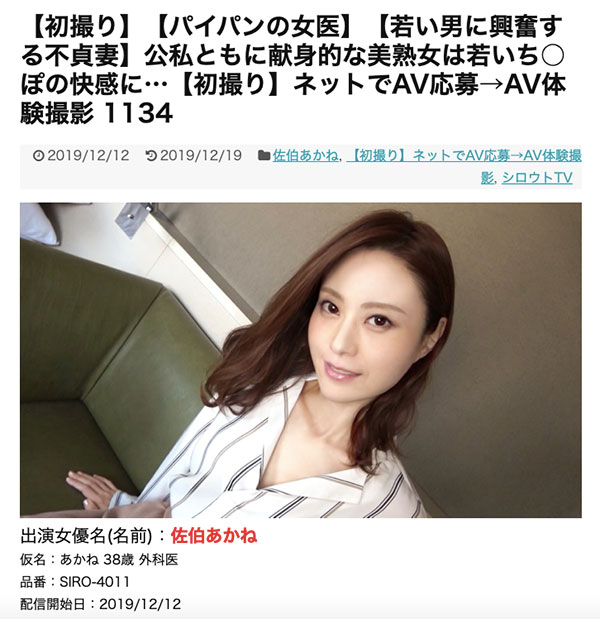 【初撮り】【パイパンの女医】【若い男に興奮す
る不貞妻】公私ともに献身的な美熟女は若いち○
ぽの快感に…【初撮り】ネットでAV応募→AV体
験撮影 1134
2019/12/12 2019/12/19 佐伯あかね, 【初撮り】ネットでAV応募→AV体験撮
影, シロウトTV
出演女優名(名前)：佐伯あかね
仮名：あかね 38歳 外科医
品番：SIRO-4011
配信開始日：2019/12/12